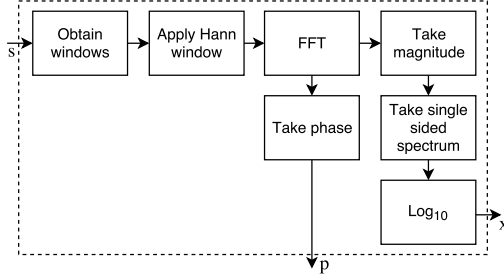 s
Obtain
windows
Apply Hann
window
FFT
Take
magnitude
Take phase
Take single
sided
spectrum
Log₁₀
x
p